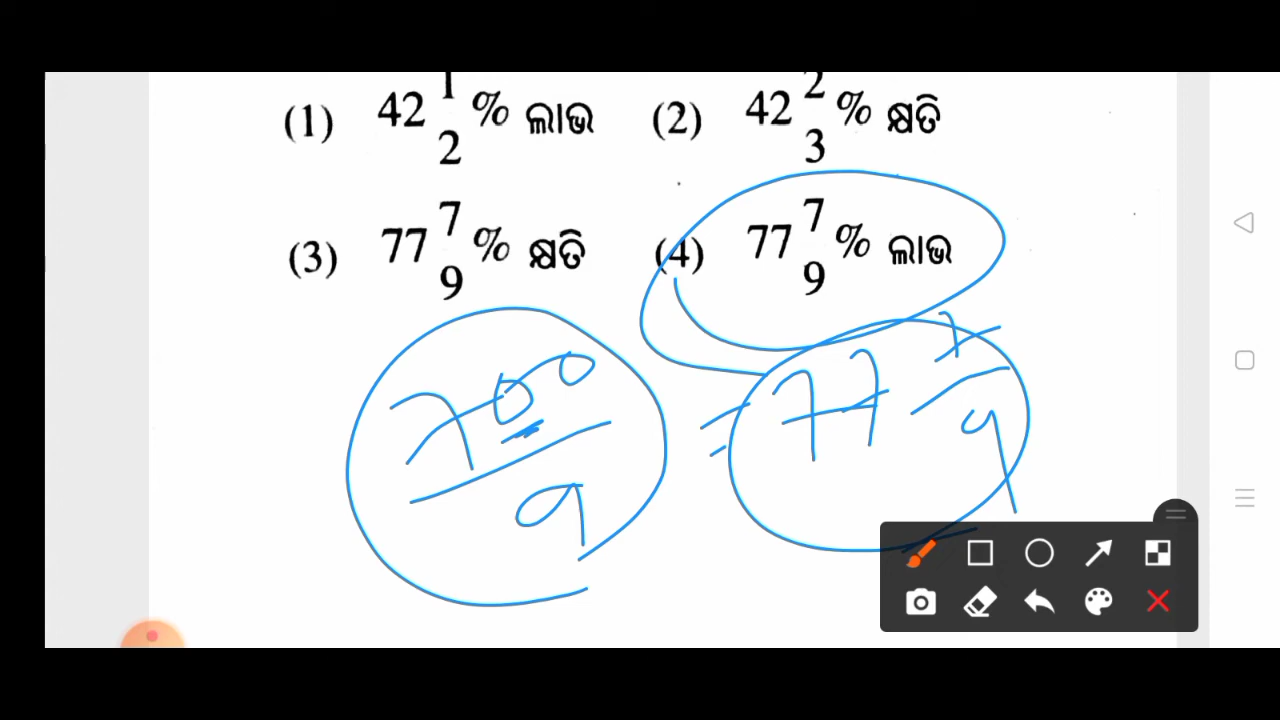 (1) 42 1/2 % ଲାଭ (2) 42 2/3 % କ୍ଷତି
(3) 77 7/9 % କ୍ଷତି (4) 77 7/9 % ଲାଭ
700/9 = 77 7/9